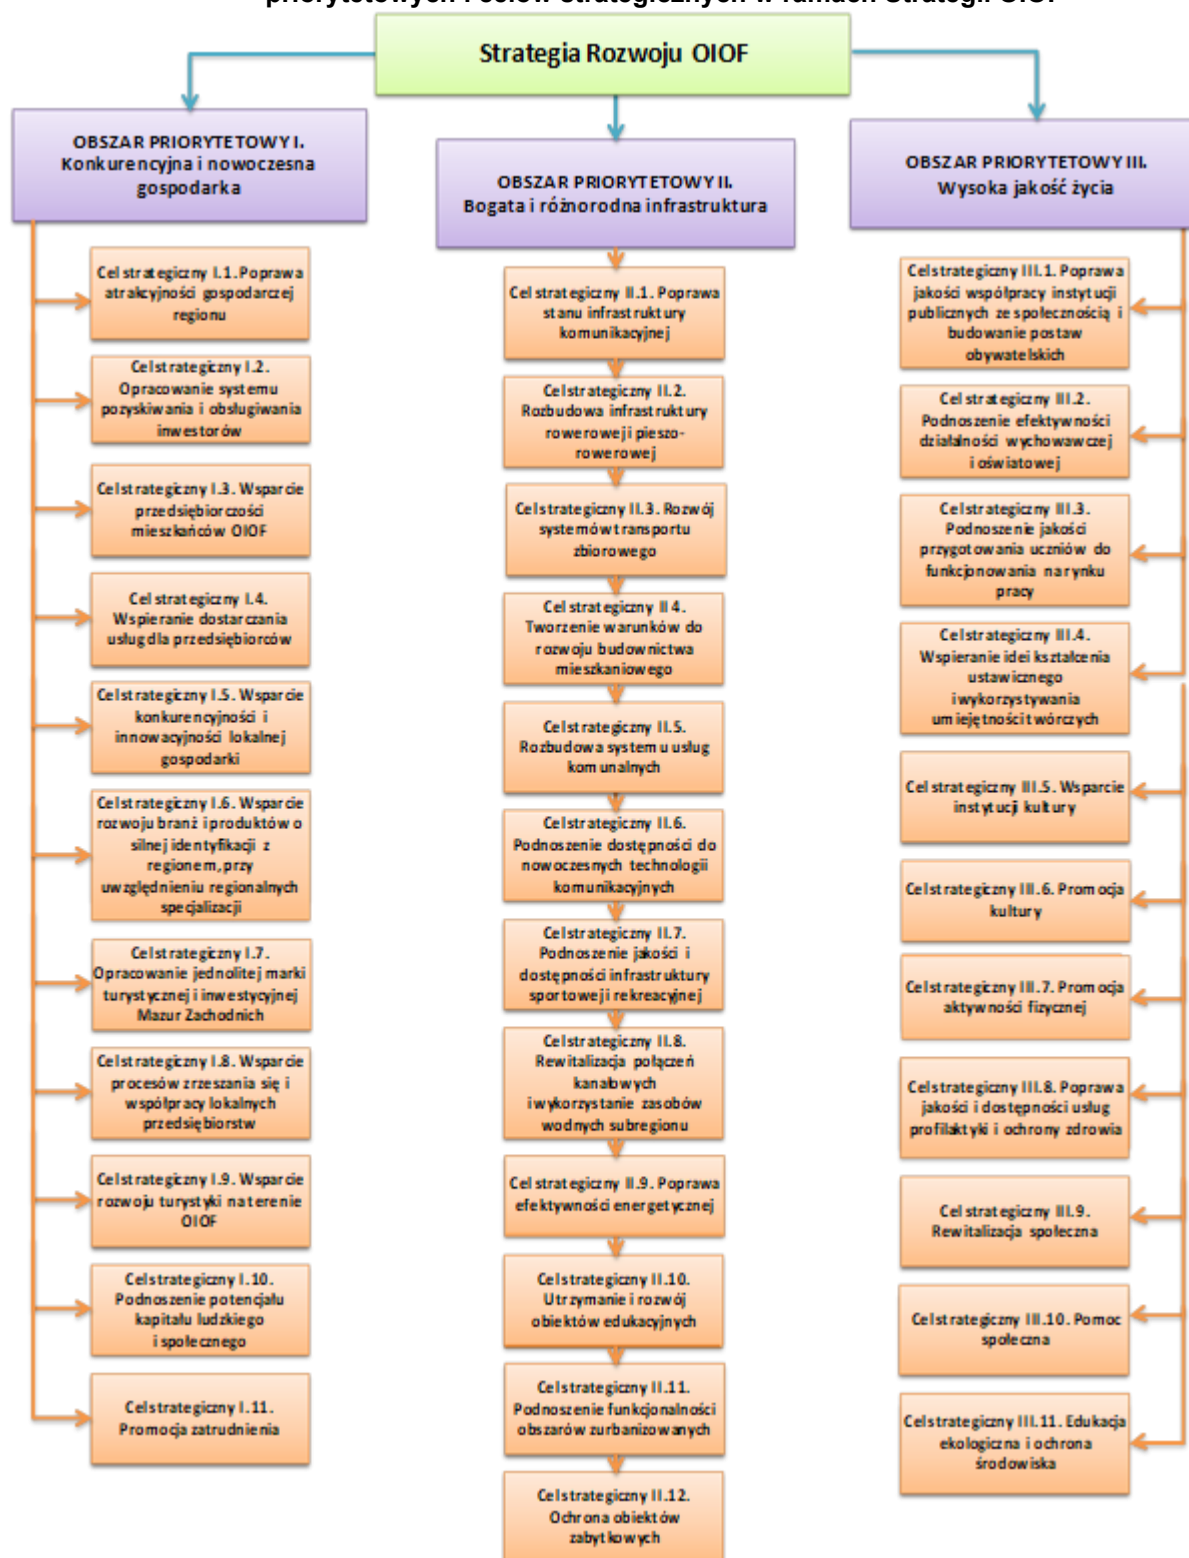 priorytetowych i celów strategicznych w ramach Strategii OIOF
Strategia Rozwoju OIOF
OBSZAR PRIORYTETOWY I.
Konkurencyjna i nowoczesna
gospodarka
Cel strategiczny I.1. Poprawa
atrakcyjności gospodarczej
regionu
Cel strategiczny I.2.
Opracowanie systemu
pozyskiwania i obsługiwania
inwestorów
Cel strategiczny I.3. Wsparcie
przedsiębiorczości
mieszkańców OIOF
Cel strategiczny I.4.
Wspieranie dostarczania
usług dla przedsiębiorców
Cel strategiczny I.5. Wsparcie
konkurencyjności i
innowacyjności lokalnej
gospodarki
Cel strategiczny I.6. Wsparcie
rozwoju branż i produktów o
silnej identyfikacji z
regionem, przy
uwzględnieniu regionalnych
specjalizacji
Cel strategiczny I.7.
Opracowanie jednolitej marki
turystycznej i inwestycyjnej
Mazur Zachodnich
Cel strategiczny I.8. Wsparcie
procesów zrzeszania się i
współpracy lokalnych
przedsiębiorstw
Cel strategiczny I.9. Wsparcie
rozwoju turystyki na terenie
OIOF
Cel strategiczny I.10.
Podnoszenie potencjału
kapitału ludzkiego
i społecznego
Cel strategiczny I.11.
Promocja zatrudnienia
OBSZAR PRIORYTETOWY II.
Bogata i różnorodna infrastruktura
Cel strategiczny II.1. Poprawa
stanu infrastruktury
komunikacyjnej
Cel strategiczny II.2.
Rozbudowa infrastruktury
rowerowej i pieszo-
rowerowej
Cel strategiczny II.3. Rozwój
systemów transportu
zbiorowego
Cel strategiczny II 4.
Tworzenie warunków do
rozwoju budownictwa
mieszkaniowego
Cel strategiczny II.5.
Rozbudowa systemu usług
komunalnych
Cel strategiczny II.6.
Podnoszenie dostępności do
nowoczesnych technologii
komunikacyjnych
Cel strategiczny II.7.
Podnoszenie jakości i
dostępności infrastruktury
sportowej i rekreacyjnej
Cel strategiczny II.8.
Rewitalizacja połączeń
kanałowych
i wykorzystanie zasobów
wodnych subregionu
Cel strategiczny II.9. Poprawa
efektywności energetycznej
Cel strategiczny II.10.
Utrzymanie i rozwój
obiektów edukacyjnych
Cel strategiczny II.11.
Podnoszenie funkcjonalności
obszarów zurbanizowanych
Cel strategiczny II.12.
Ochrona obiektów
zabytkowych
OBSZAR PRIORYTETOWY III.
Wysoka jakość życia
Cel strategiczny III.1. Poprawa
jakości współpracy instytucji
publicznych ze społecznością i
budowanie postaw
obywatelskich
Cel strategiczny III.2.
Podnoszenie efektywności
działalności wychowawczej
i oświatowej
Cel strategiczny III.3.
Podnoszenie jakości
przygotowania uczniów do
funkcjonowania na rynku
pracy
Cel strategiczny III.4.
Wspieranie idei kształcenia
ustawicznego
i wykorzystywania
umiejętności twórczych
Cel strategiczny III.5. Wsparcie
instytucji kultury
Cel strategiczny III.6. Promocja
kultury
Cel strategiczny III.7. Promocja
aktywności fizycznej
Cel strategiczny III.8. Poprawa
jakości i dostępności usług
profilaktyki i ochrony zdrowia
Cel strategiczny III.9.
Rewitalizacja społeczna
Cel strategiczny III.10. Pomoc
społeczna
Cel strategiczny III.11. Edukacja
ekologiczna i ochrona
środowiska